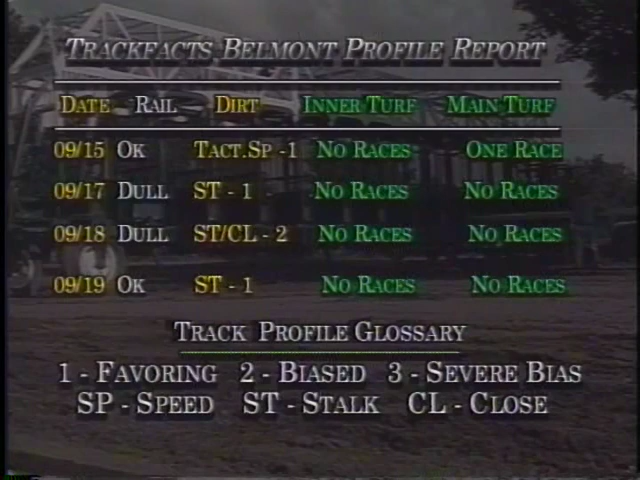 TRACKFACTS BELMONT PROFILE REPORT
DATE RAIL DIRT INNER TURF MAIN TURF
09/15 OK TACT.SP -1 NO RACES ONE RACE
09/17 DULL ST - 1 NO RACES NO RACES
09/18 DULL ST/CL - 2 NO RACES NO RACES
09/19 OK ST - 1 NO RACES NO RACES
TRACK PROFILE GLOSSARY
1 - FAVORING 2 - BIASED 3 - SEVERE BIAS
SP - SPEED ST - STALK CL - CLOSE